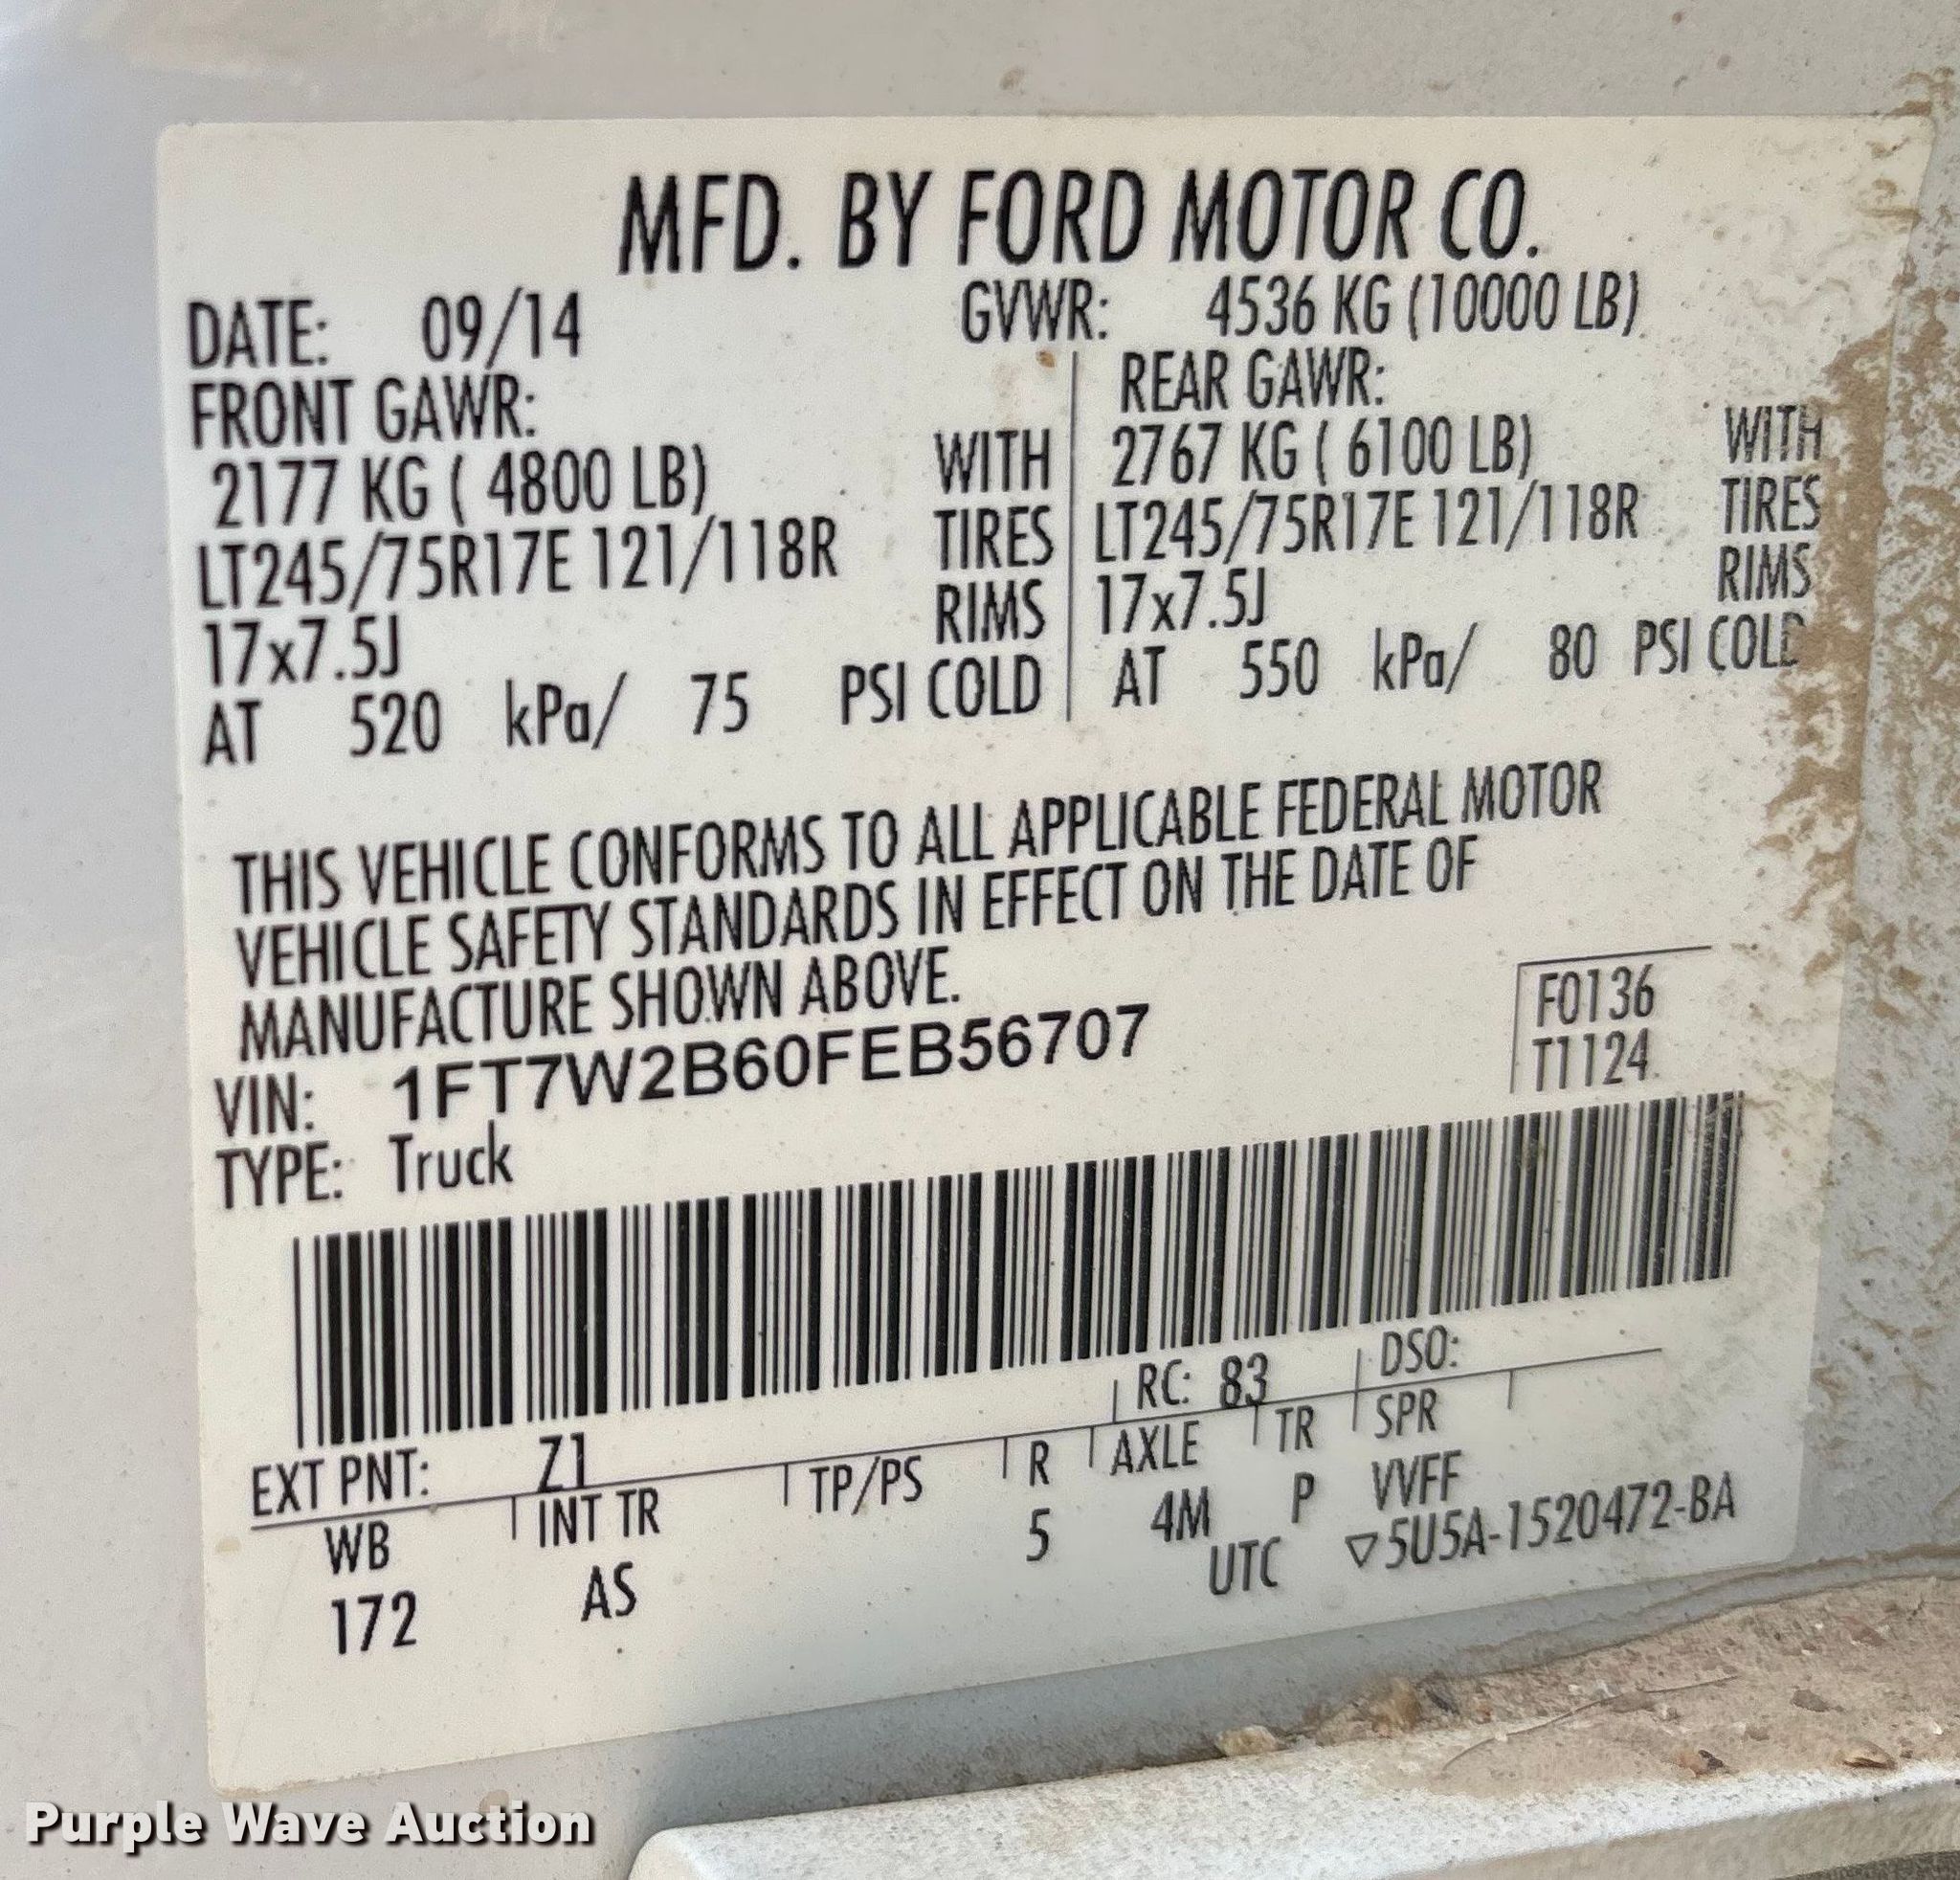 MFD. BY FORD MOTOR CO.
DATE: 09/14 GVWR: 4536 KG (10000 LB)
FRONT GAWR: REAR GAWR:
2177 KG ( 4800 LB) WITH 2767 KG ( 6100 LB) WITH
LT245/75R17E 121/118R TIRES LT245/75R17E 121/118R TIRES
17x7.5J RIMS 17x7.5J RIMS
AT 520 kPa/ 75 PSI COLD AT 550 kPa/ 80 PSI COLD
THIS VEHICLE CONFORMS TO ALL APPLICABLE FEDERAL MOTOR
VEHICLE SAFETY STANDARDS IN EFFECT ON THE DATE OF
MANUFACTURE SHOWN ABOVE.
VIN: 1FT7W2B60FEB56707 F0136
TYPE: Truck T1124
RC: 83 DSO:
EXT PNT: Z1
WB INT TR TP/PS R AXLE TR SPR
172 AS 5 4M P VVFF
UTC ▽5U5A-1520472-BA
Purple Wave Auction